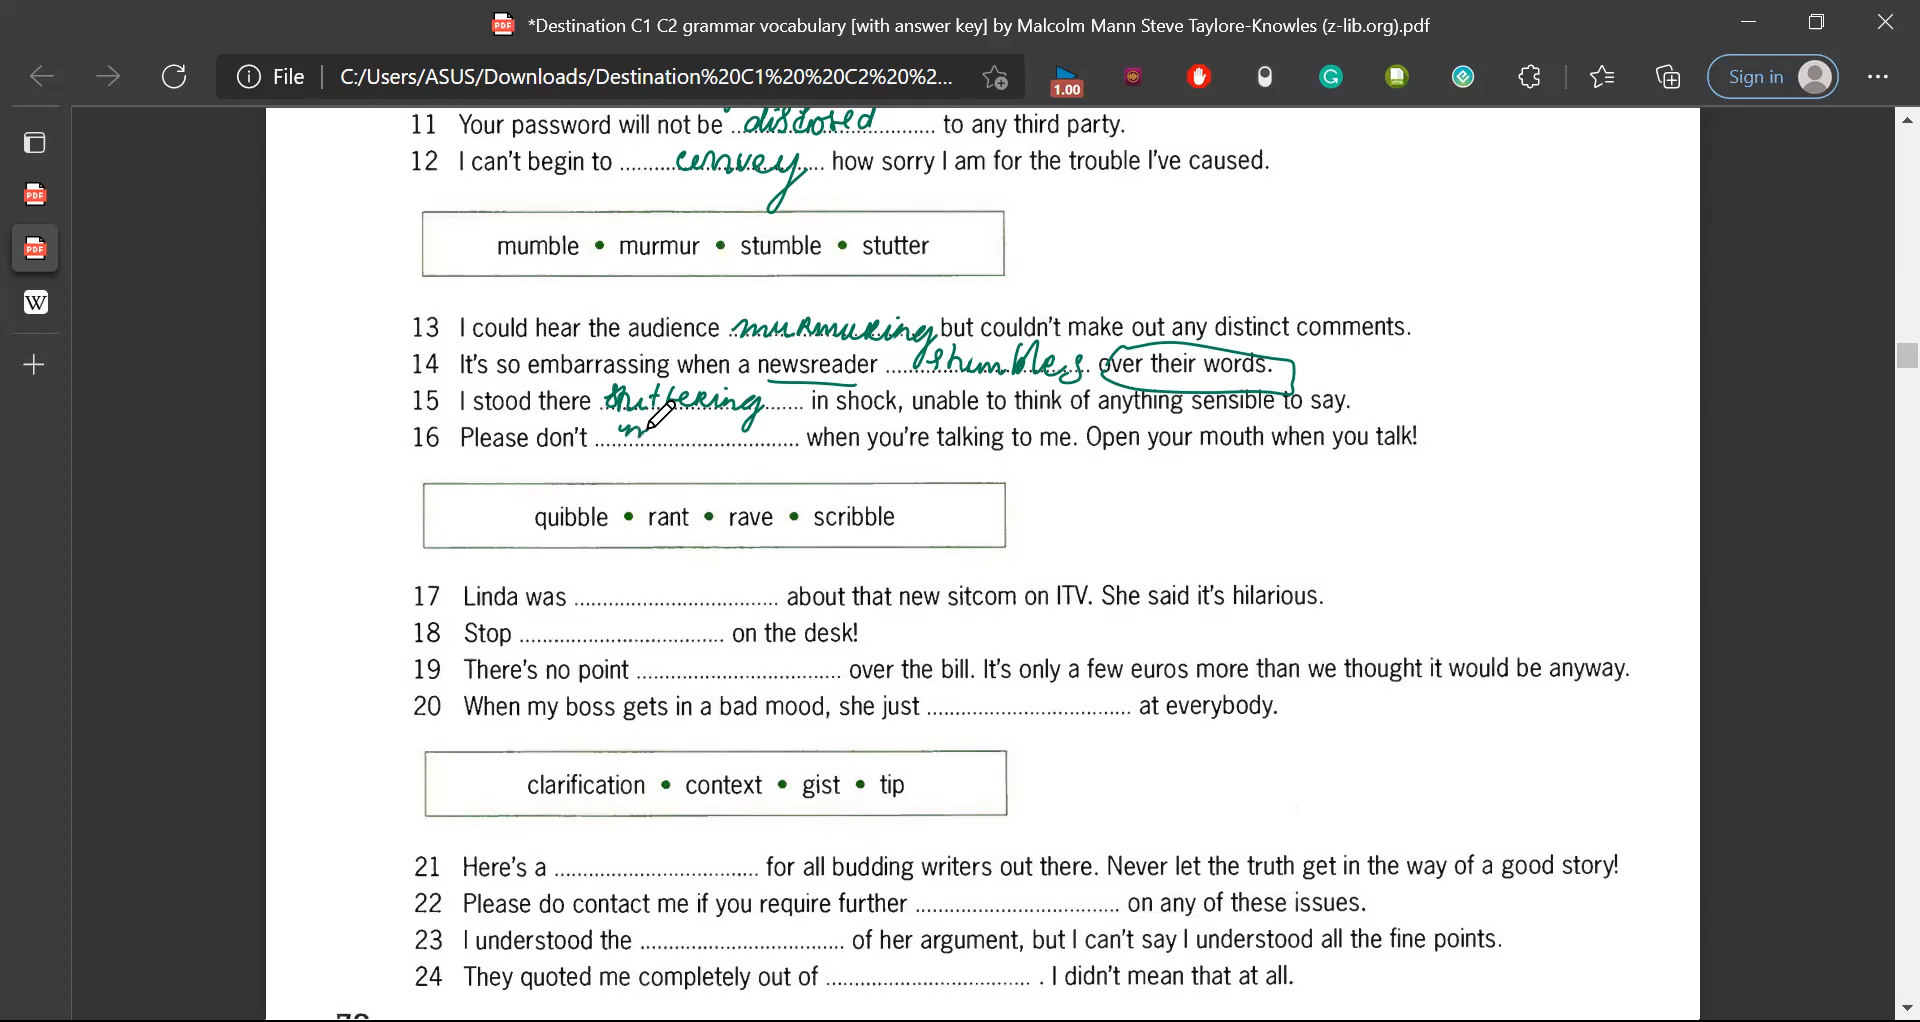 *Destination C1 C2 grammar vocabulary [with answer key] by Malcolm Mann Steve Taylore-Knowles (z-lib.org).pdf
File C:/Users/ASUS/Downloads/Destination%20C1%20%20C2%20%2... 1.00 Sign in
11 Your password will not be disclosed to any third party.
12 I can't begin to convey how sorry I am for the trouble I've caused.
mumble • murmur • stumble • stutter
13 I could hear the audience murmuring but couldn't make out any distinct comments.
14 It's so embarrassing when a newsreader stumbles over their words.
15 I stood there stuttering in shock, unable to think of anything sensible to say.
16 Please don't .................................. when you're talking to me. Open your mouth when you talk!
quibble • rant • rave • scribble
17 Linda was .................................. about that new sitcom on ITV. She said it's hilarious.
18 Stop .................................. on the desk!
19 There's no point .................................. over the bill. It's only a few euros more than we thought it would be anyway.
20 When my boss gets in a bad mood, she just .................................. at everybody.
clarification • context • gist • tip
21 Here's a .................................. for all budding writers out there. Never let the truth get in the way of a good story!
22 Please do contact me if you require further .................................. on any of these issues.
23 I understood the .................................. of her argument, but I can't say I understood all the fine points.
24 They quoted me completely out of .................................. . I didn't mean that at all.